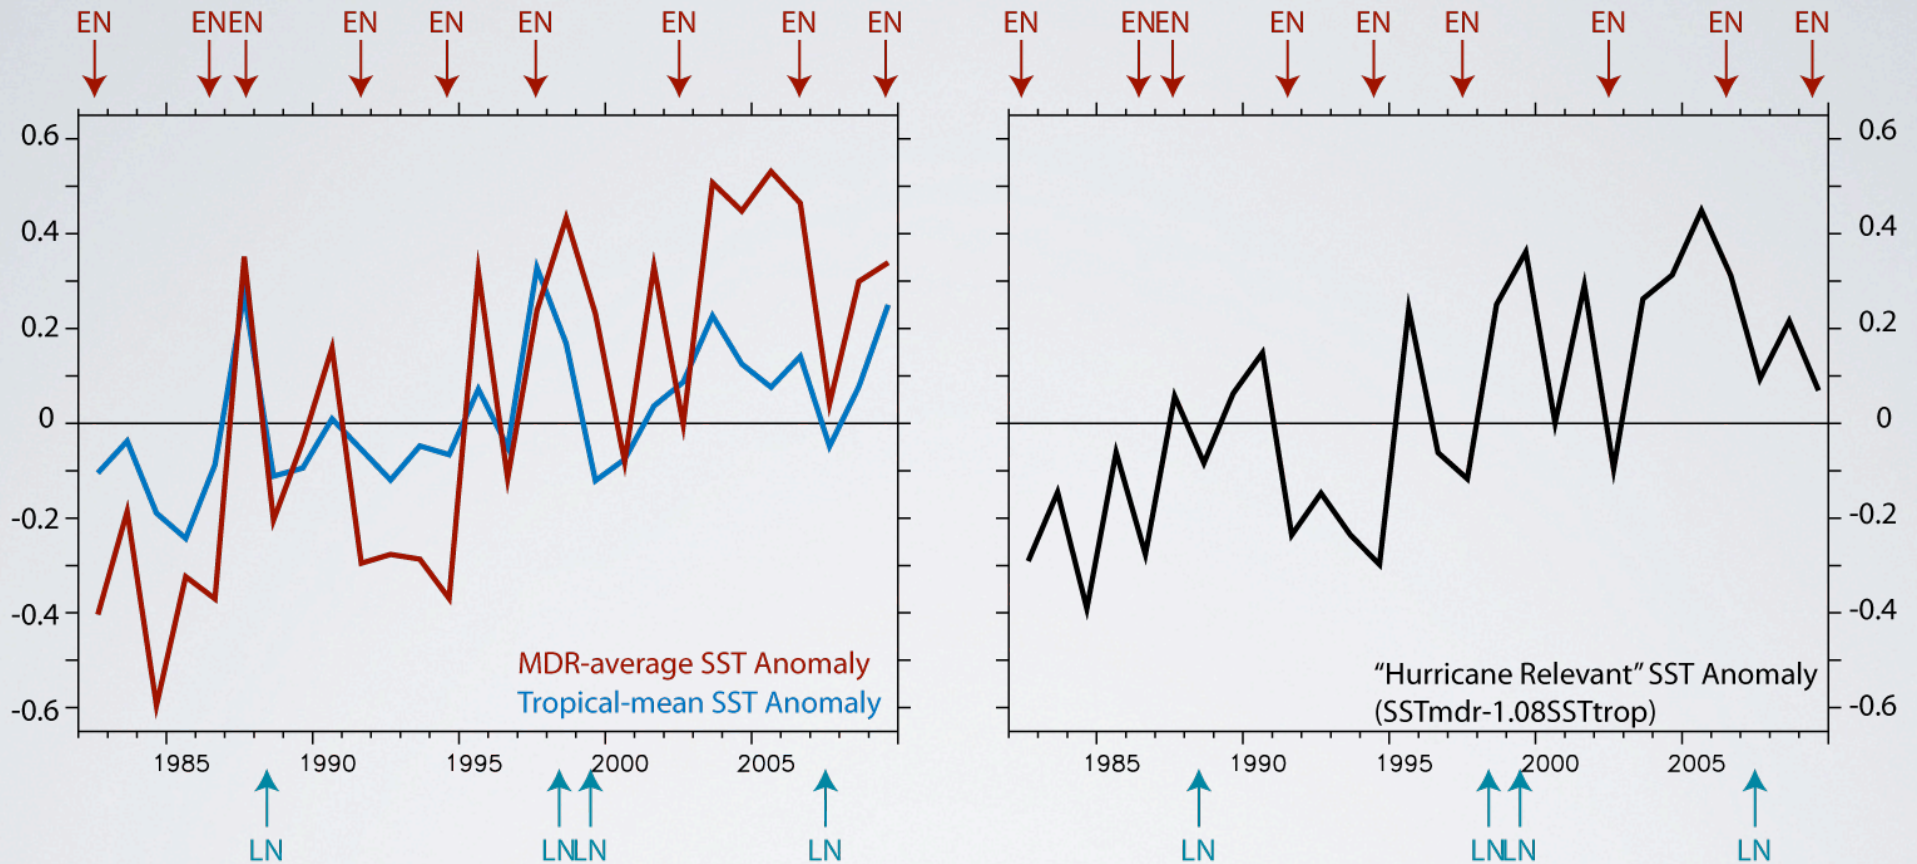 EN ENEN EN EN EN EN EN EN
EN ENEN EN EN EN EN EN EN
0.6
0.4
0.2
0
-0.2
-0.4
-0.6
MDR-average SST Anomaly
Tropical-mean SST Anomaly
1985 1990 1995 2000 2005
LN LNLN LN
0.6
0.4
0.2
0
-0.2
-0.4
-0.6
“Hurricane Relevant” SST Anomaly
(SSTmdr-1.08SSTtrop)
1985 1990 1995 2000 2005
LN LNLN LN